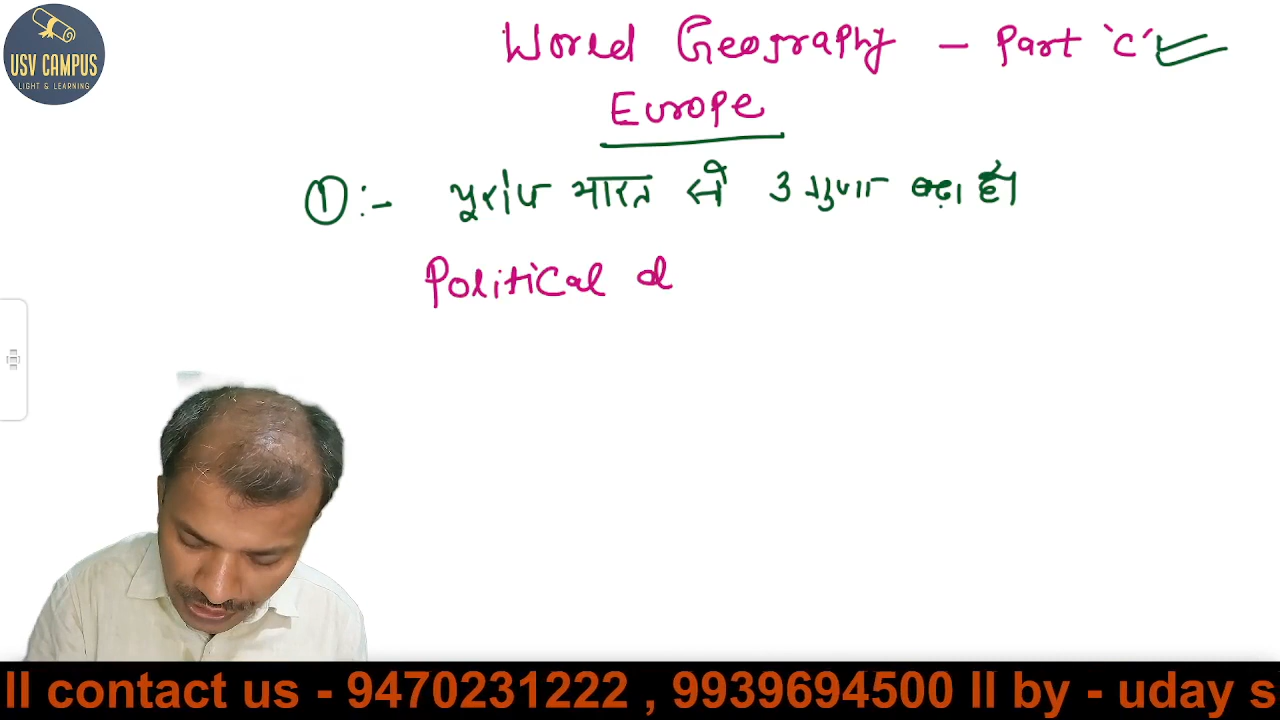 USV CAMPUS
LIGHT & LEARNING
World Geography - Part 'C'
Europe
① :- यूरोप भारत से 3 गुणा बड़ा है।
Political d
ll contact us - 9470231222 , 9939694500 ll by - uday s